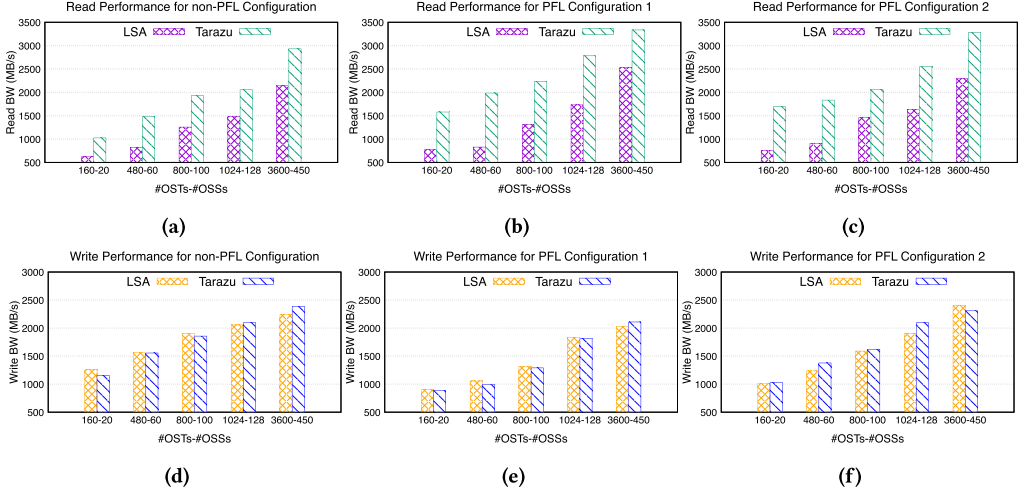 Read Performance for non-PFL Configuration
Read BW (MB/s)
3500
3000
2500
2000
1500
1000
500
LSA
Tarazu
160-20 480-60 800-100 1024-128 3600-450
#OSTs-#OSSs
(a)
Read Performance for PFL Configuration 1
Read BW (MB/s)
3500
3000
2500
2000
1500
1000
500
LSA
Tarazu
160-20 480-60 800-100 1024-128 3600-450
#OSTs-#OSSs
(b)
Read Performance for PFL Configuration 2
Read BW (MB/s)
3500
3000
2500
2000
1500
1000
500
LSA
Tarazu
160-20 480-60 800-100 1024-128 3600-450
#OSTs-#OSSs
(c)
Write Performance for non-PFL Configuration
Write BW (MB/s)
3000
2500
2000
1500
1000
500
LSA
Tarazu
160-20 480-60 800-100 1024-128 3600-450
#OSTs-#OSSs
(d)
Write Performance for PFL Configuration 1
Write BW (MB/s)
3000
2500
2000
1500
1000
500
LSA
Tarazu
160-20 480-60 800-100 1024-128 3600-450
#OSTs-#OSSs
(e)
Write Performance for PFL Configuration 2
Write BW (MB/s)
3000
2500
2000
1500
1000
500
LSA
Tarazu
160-20 480-60 800-100 1024-128 3600-450
#OSTs-#OSSs
(f)